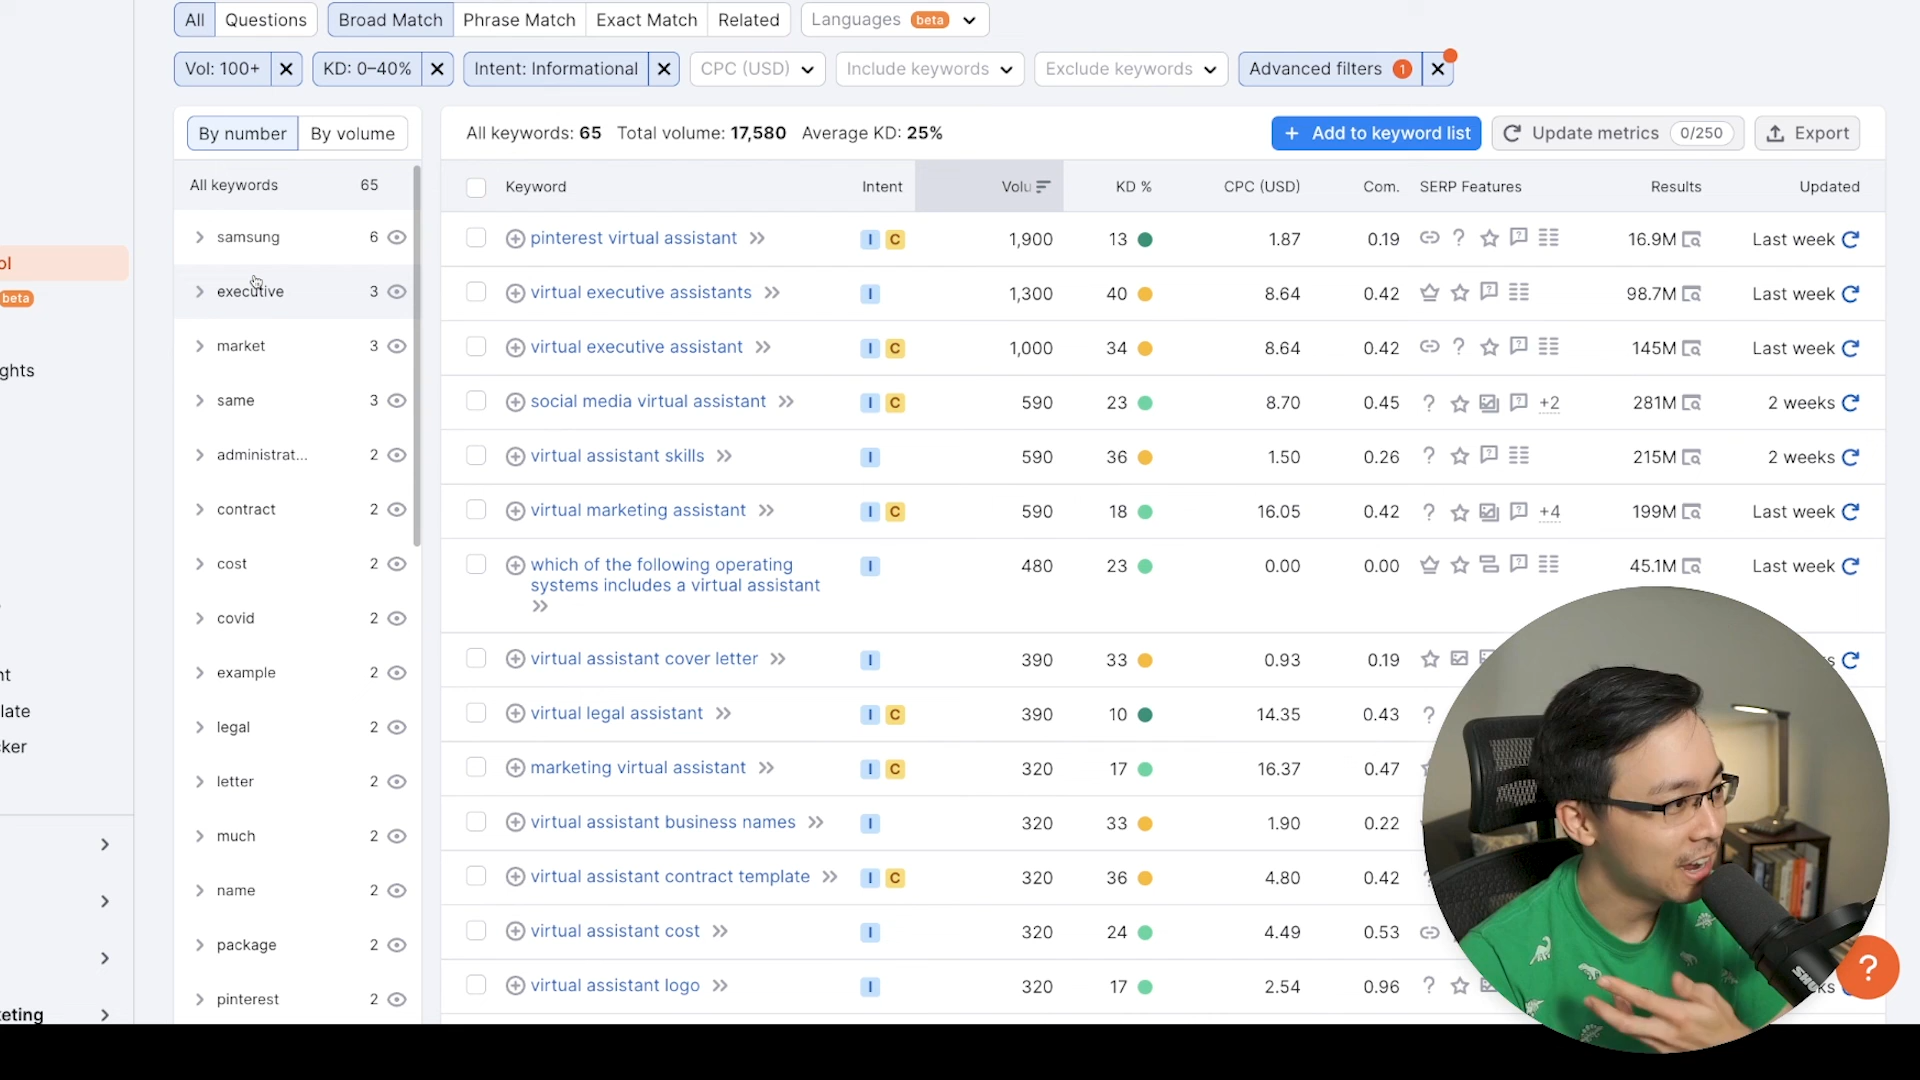 All Questions Broad Match Phrase Match Exact Match Related Languages beta
Vol: 100+ KD: 0–40% Intent: Informational CPC (USD) Include keywords Exclude keywords Advanced filters 1
By number By volume
All keywords: 65 Total volume: 17,580 Average KD: 25% + Add to keyword list Update metrics 0/250 Export
All keywords 65
samsung 6
executive 3
market 3
same 3
administrat... 2
contract 2
cost 2
covid 2
example 2
legal 2
letter 2
much 2
name 2
package 2
pinterest 2
Keyword Intent Volu KD % CPC (USD) Com. SERP Features Results Updated
pinterest virtual assistant I C 1,900 13 1.87 0.19 16.9M Last week
virtual executive assistants I 1,300 40 8.64 0.42 98.7M Last week
virtual executive assistant I C 1,000 34 8.64 0.42 145M Last week
social media virtual assistant I C 590 23 8.70 0.45 +2 281M 2 weeks
virtual assistant skills I 590 36 1.50 0.26 215M 2 weeks
virtual marketing assistant I C 590 18 16.05 0.42 +4 199M Last week
which of the following operating
systems includes a virtual assistant
I 480 23 0.00 0.00 45.1M Last week
virtual assistant cover letter I 390 33 0.93 0.19 s
virtual legal assistant I C 390 10 14.35 0.43
marketing virtual assistant I C 320 17 16.37 0.47
virtual assistant business names I 320 33 1.90 0.22
virtual assistant contract template I C 320 36 4.80 0.42
virtual assistant cost I 320 24 4.49 0.53
virtual assistant logo I 320 17 2.54 0.96 ks
ol
beta
ghts
nt
late
cker
eting
SHURE
?